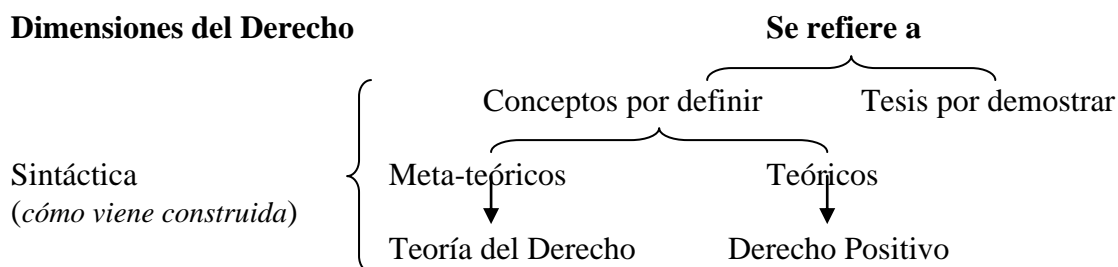 Dimensiones del Derecho Se refiere a
Conceptos por definir Tesis por demostrar
Sintáctica Meta-teóricos Teóricos
(cómo viene construida)
Teoría del Derecho Derecho Positivo